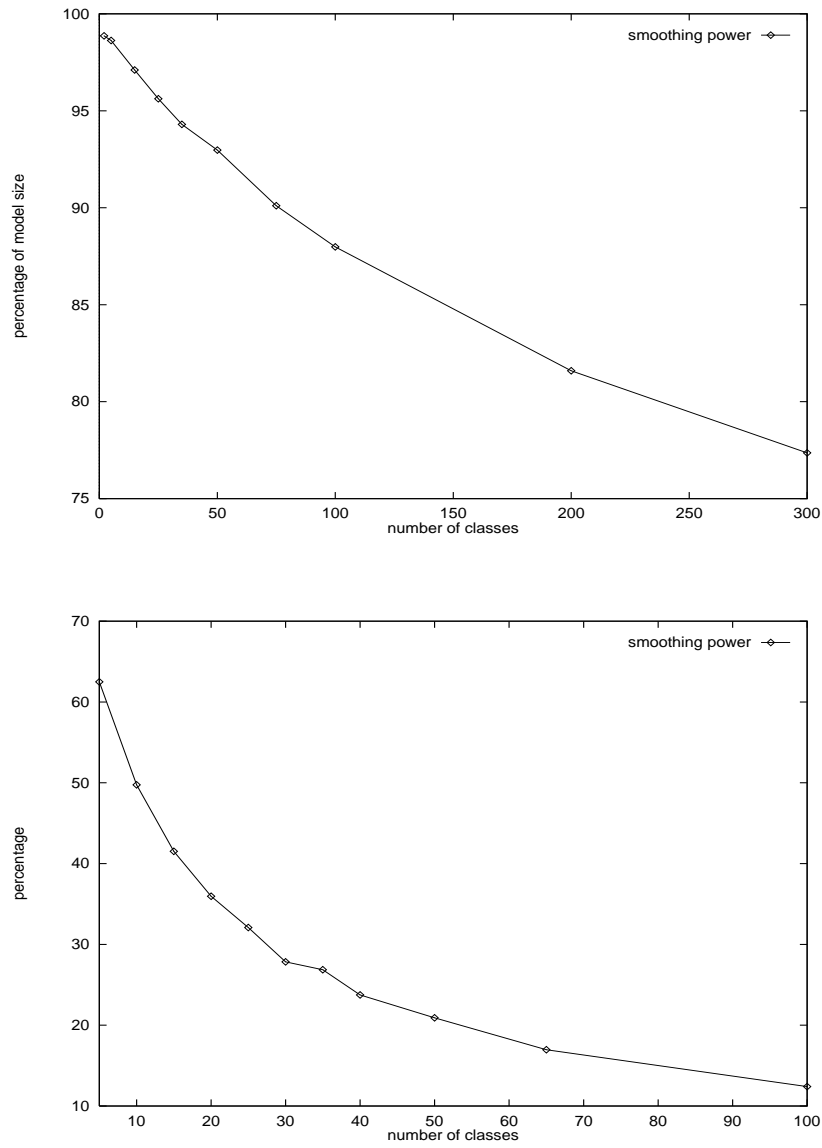 100
smoothing power
95
90
85
80
75
percentage of model size
0 50 100 150 200 250 300
number of classes
70
smoothing power
60
50
40
30
20
10
percentage
10 20 30 40 50 60 70 80 90 100
number of classes